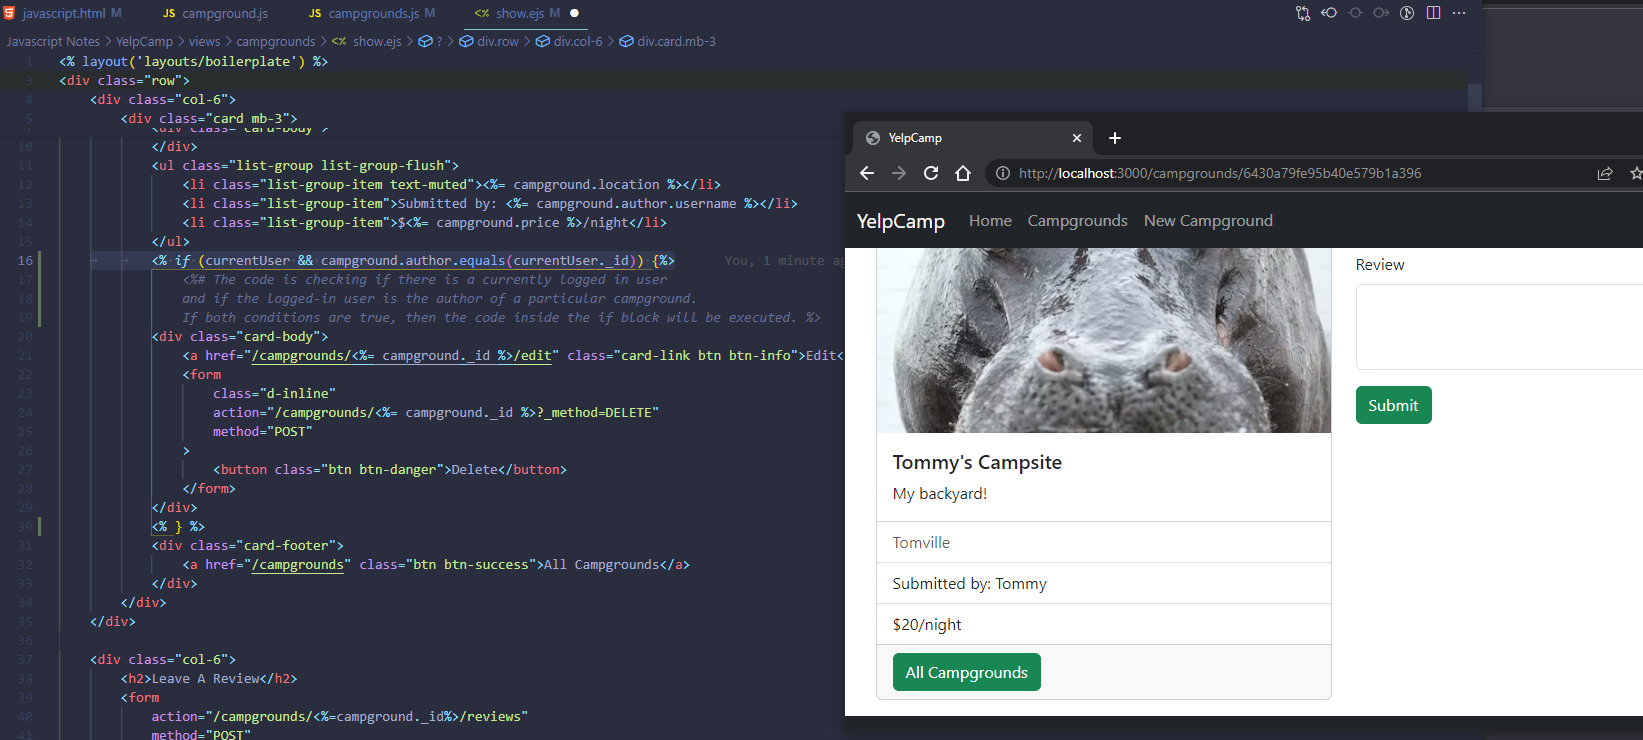 javascript.html M
JS campground.js
JS campgrounds.js M
<% show.ejs M
Javascript Notes > YelpCamp > views > campgrounds > <% show.ejs > ? > div.row > div.col-6 > div.card.mb-3
1 <% layout('layouts/boilerplate') %>
3 <div class="row">
4 <div class="col-6">
5 <div class="card mb-3">
7 <div class="card-body">
10 </div>
11 <ul class="list-group list-group-flush">
12 <li class="list-group-item text-muted"><%= campground.location %></li>
13 <li class="list-group-item">Submitted by: <%= campground.author.username %></li>
14 <li class="list-group-item">$<%= campground.price %>/night</li>
15 </ul>
16 <% if (currentUser && campground.author.equals(currentUser._id)) {%> You, 1 minute ag
17 <%# The code is checking if there is a currently logged in user
18 and if the logged-in user is the author of a particular campground.
19 If both conditions are true, then the code inside the if block will be executed. %>
20 <div class="card-body">
21 <a href="/campgrounds/<%= campground._id %>/edit" class="card-link btn btn-info">Edit<
22 <form
23 class="d-inline"
24 action="/campgrounds/<%= campground._id %>?_method=DELETE"
25 method="POST"
26 >
27 <button class="btn btn-danger">Delete</button>
28 </form>
29 </div>
30 <% } %>
31 <div class="card-footer">
32 <a href="/campgrounds" class="btn btn-success">All Campgrounds</a>
33 </div>
34 </div>
35 </div>
36
37 <div class="col-6">
38 <h2>Leave A Review</h2>
39 <form
40 action="/campgrounds/<%=campground._id%>/reviews"
41 method="POST"
YelpCamp
http://localhost:3000/campgrounds/6430a79fe95b40e579b1a396
YelpCamp Home Campgrounds New Campground
Tommy's Campsite
My backyard!
Tomville
Submitted by: Tommy
$20/night
All Campgrounds
Review
Submit